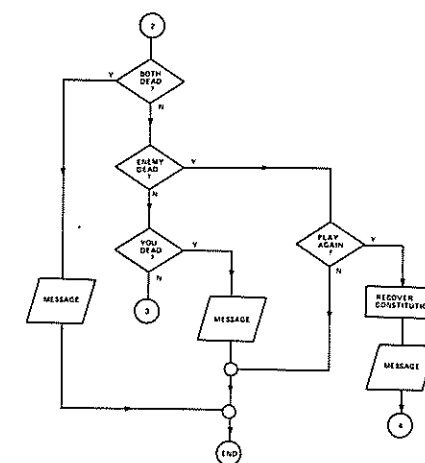 2
BOTH
DEAD
?
Y
N
ENEMY
DEAD
?
Y
N
YOU
DEAD
?
Y
N
PLAY
AGAIN
?
Y
N
MESSAGE
3
MESSAGE
RECOVER
CONSTITUTION
MESSAGE
4
END